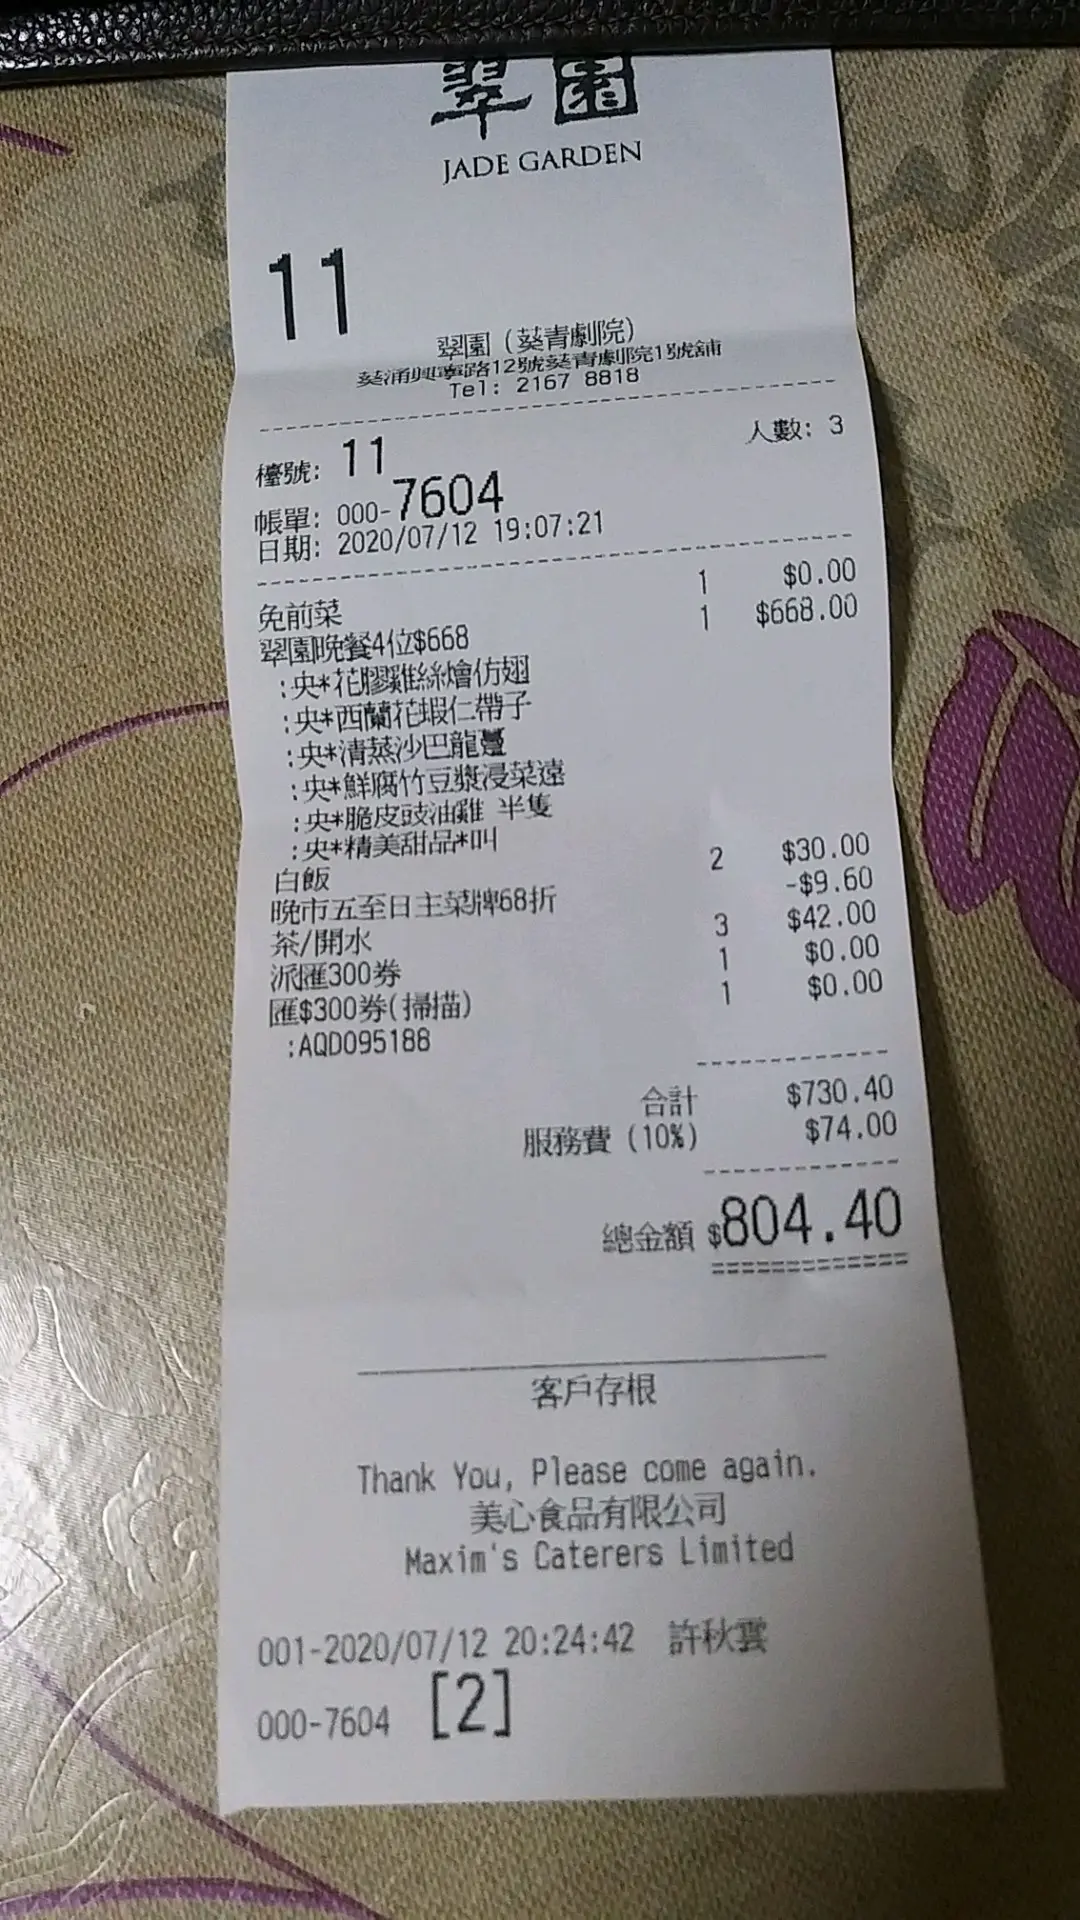 翠園
JADE GARDEN
11
翠園 (葵青劇院)
葵涌興寧路12號葵青劇院1號舖
Tel: 2167 8818
檯號: 11 人數: 3
帳單: 000-7604
日期: 2020/07/12 19:07:21
免前菜 1 $0.00
翠園晚餐4位$668 1 $668.00
:央*花膠雞絲燴仿翅
:央*西蘭花蝦仁帶子
:央*清蒸沙巴龍躉
:央*鮮腐竹豆漿浸菜遠
:央*脆皮豉油雞 半隻
:央*精美甜品*叫
白飯 2 $30.00
晚市五至日主菜牌68折 -$9.60
茶/開水 3 $42.00
派匯300券 1 $0.00
匯$300券(掃描) 1 $0.00
:AQD095188
合計 $730.40
服務費 (10%) $74.00
總金額 $804.40
客戶存根
Thank You, Please come again.
美心食品有限公司
Maxim's Caterers Limited
001-2020/07/12 20:24:42 許秋雲
000-7604 [2]